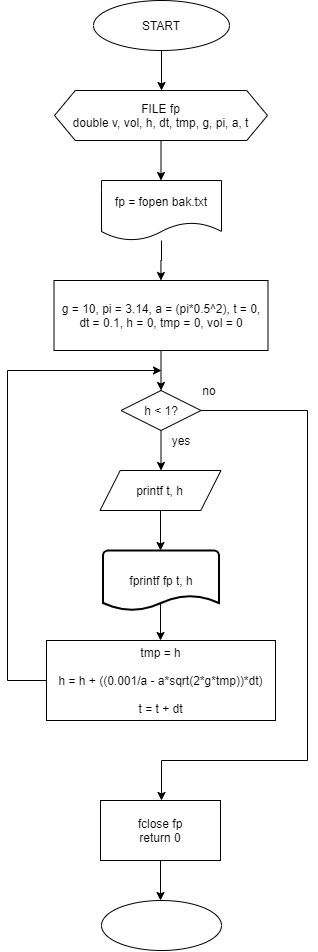 START
FILE fp
double v, vol, h, dt, tmp, g, pi, a, t
fp = fopen bak.txt
g = 10, pi = 3.14, a = (pi*0.5^2), t = 0,
dt = 0.1, h = 0, tmp = 0, vol = 0
no
h < 1?
yes
printf t, h
fprintf fp t, h
tmp = h
h = h + ((0.001/a - a*sqrt(2*g*tmp))*dt)
t = t + dt
fclose fp
return 0